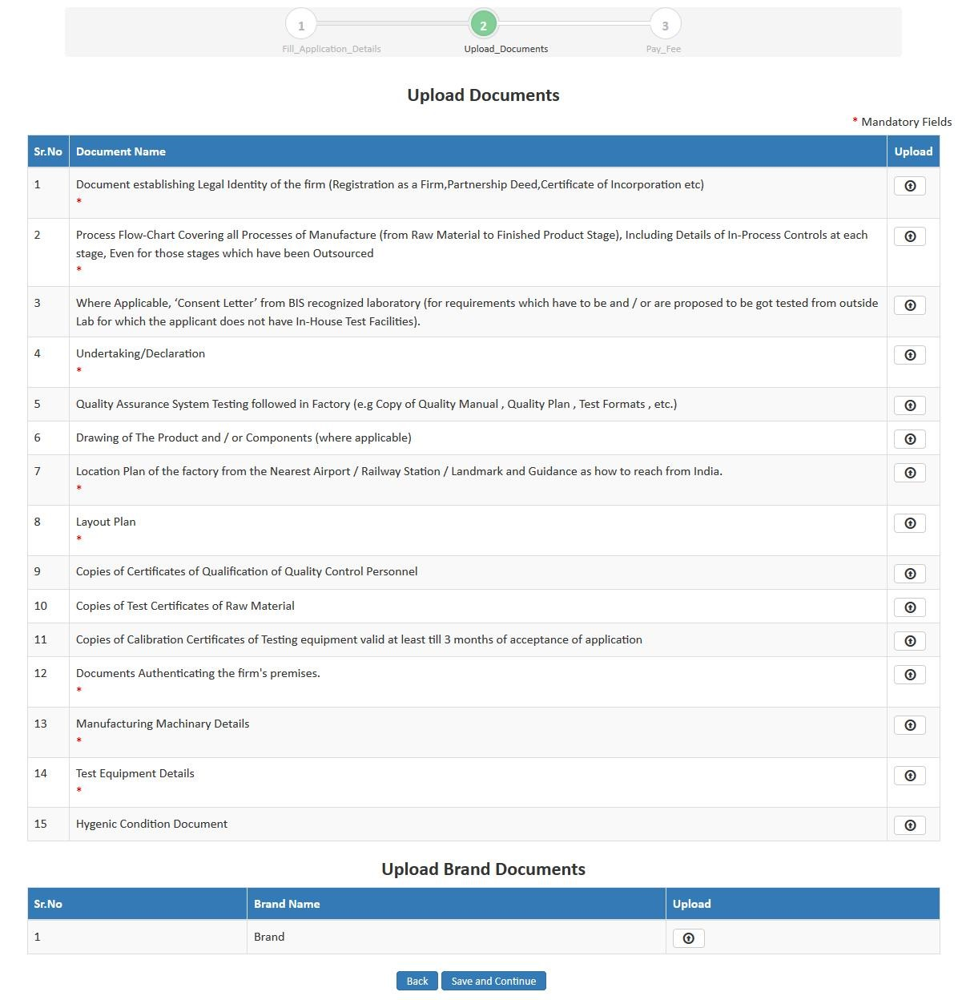 1
2
3
Fill_Application_Details
Upload_Documents
Pay_Fee
Upload Documents
* Mandatory Fields
Sr.No Document Name Upload
1 Document establishing Legal Identity of the firm (Registration as a Firm,Partnership Deed,Certificate of Incorporation etc)
*
2 Process Flow-Chart Covering all Processes of Manufacture (from Raw Material to Finished Product Stage), Including Details of In-Process Controls at each
stage, Even for those stages which have been Outsourced
*
3 Where Applicable, ‘Consent Letter’ from BIS recognized laboratory (for requirements which have to be and / or are proposed to be got tested from outside
Lab for which the applicant does not have In-House Test Facilities).
4 Undertaking/Declaration
*
5 Quality Assurance System Testing followed in Factory (e.g Copy of Quality Manual , Quality Plan , Test Formats , etc.)
6 Drawing of The Product and / or Components (where applicable)
7 Location Plan of the factory from the Nearest Airport / Railway Station / Landmark and Guidance as how to reach from India.
*
8 Layout Plan
*
9 Copies of Certificates of Qualification of Quality Control Personnel
10 Copies of Test Certificates of Raw Material
11 Copies of Calibration Certificates of Testing equipment valid at least till 3 months of acceptance of application
12 Documents Authenticating the firm's premises.
*
13 Manufacturing Machinary Details
*
14 Test Equipment Details
*
15 Hygenic Condition Document
Upload Brand Documents
Sr.No Brand Name Upload
1 Brand
Back Save and Continue